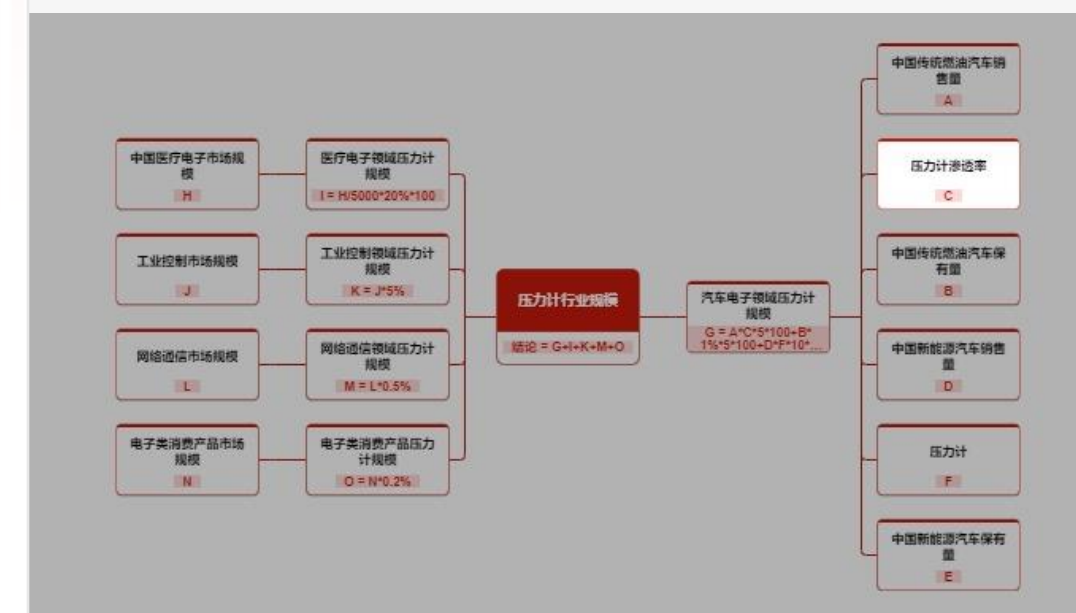 中国医疗电子市场规
模
H
医疗电子领域压力计
规模
I = H/5000*20%*100
工业控制市场规模
J
工业控制领域压力计
规模
K = J*5%
网络通信市场规模
L
网络通信领域压力计
规模
M = L*0.5%
电子类消费产品市场
规模
N
电子类消费产品压力
计规模
O = N*0.2%
压力计行业规模
结论 = G+I+K+M+O
汽车电子领域压力计
规模
G = A*C*5*100+B*
1%*5*100+D*F*10*...
中国传统燃油汽车销
售量
A
压力计渗透率
C
中国传统燃油汽车保
有量
B
中国新能源汽车销售
量
D
压力计
F
中国新能源汽车保有
量
E